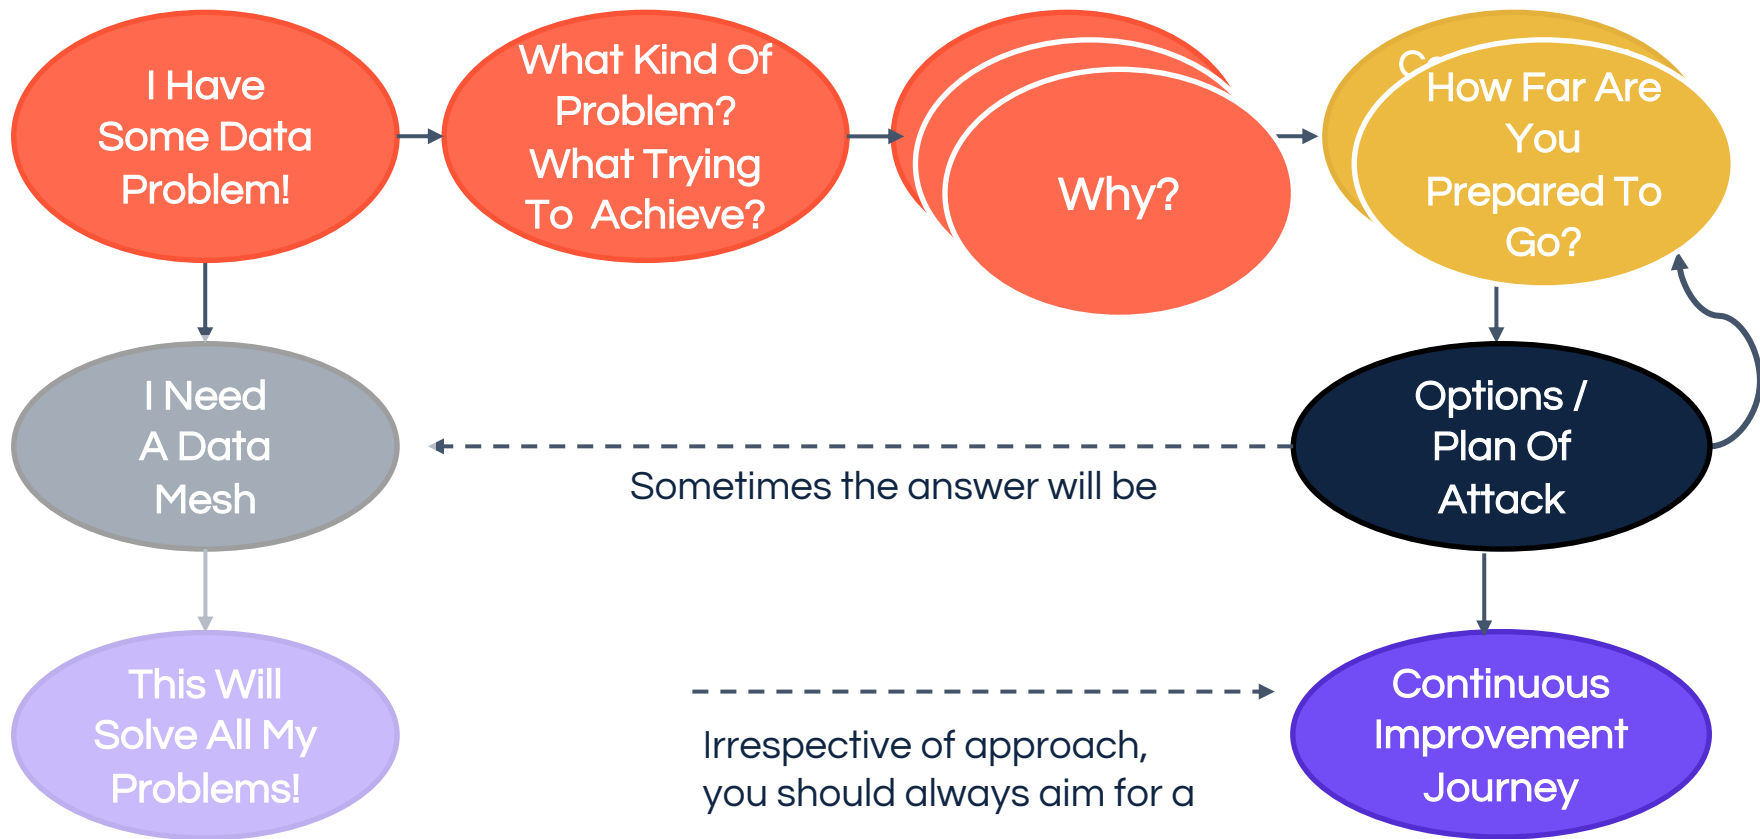 I Have
Some Data
Problem!
What Kind Of
Problem?
What Trying
To Achieve?
Why?
How Far Are
You
Prepared To
Go?
I Need
A Data
Mesh
Sometimes the answer will be
Options /
Plan Of
Attack
This Will
Solve All My
Problems!
Irrespective of approach,
you should always aim for a
Continuous
Improvement
Journey